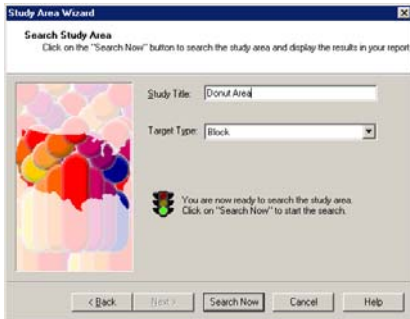 Study Area Wizard
Search Study Area
Click on the "Search Now" button to search the study area and display the results in your report
Study Title: Donut Area
Target Type: Block
You are now ready to search the study area.
Click on "Search Now" to start the search.
< Back Next > Search Now Cancel Help